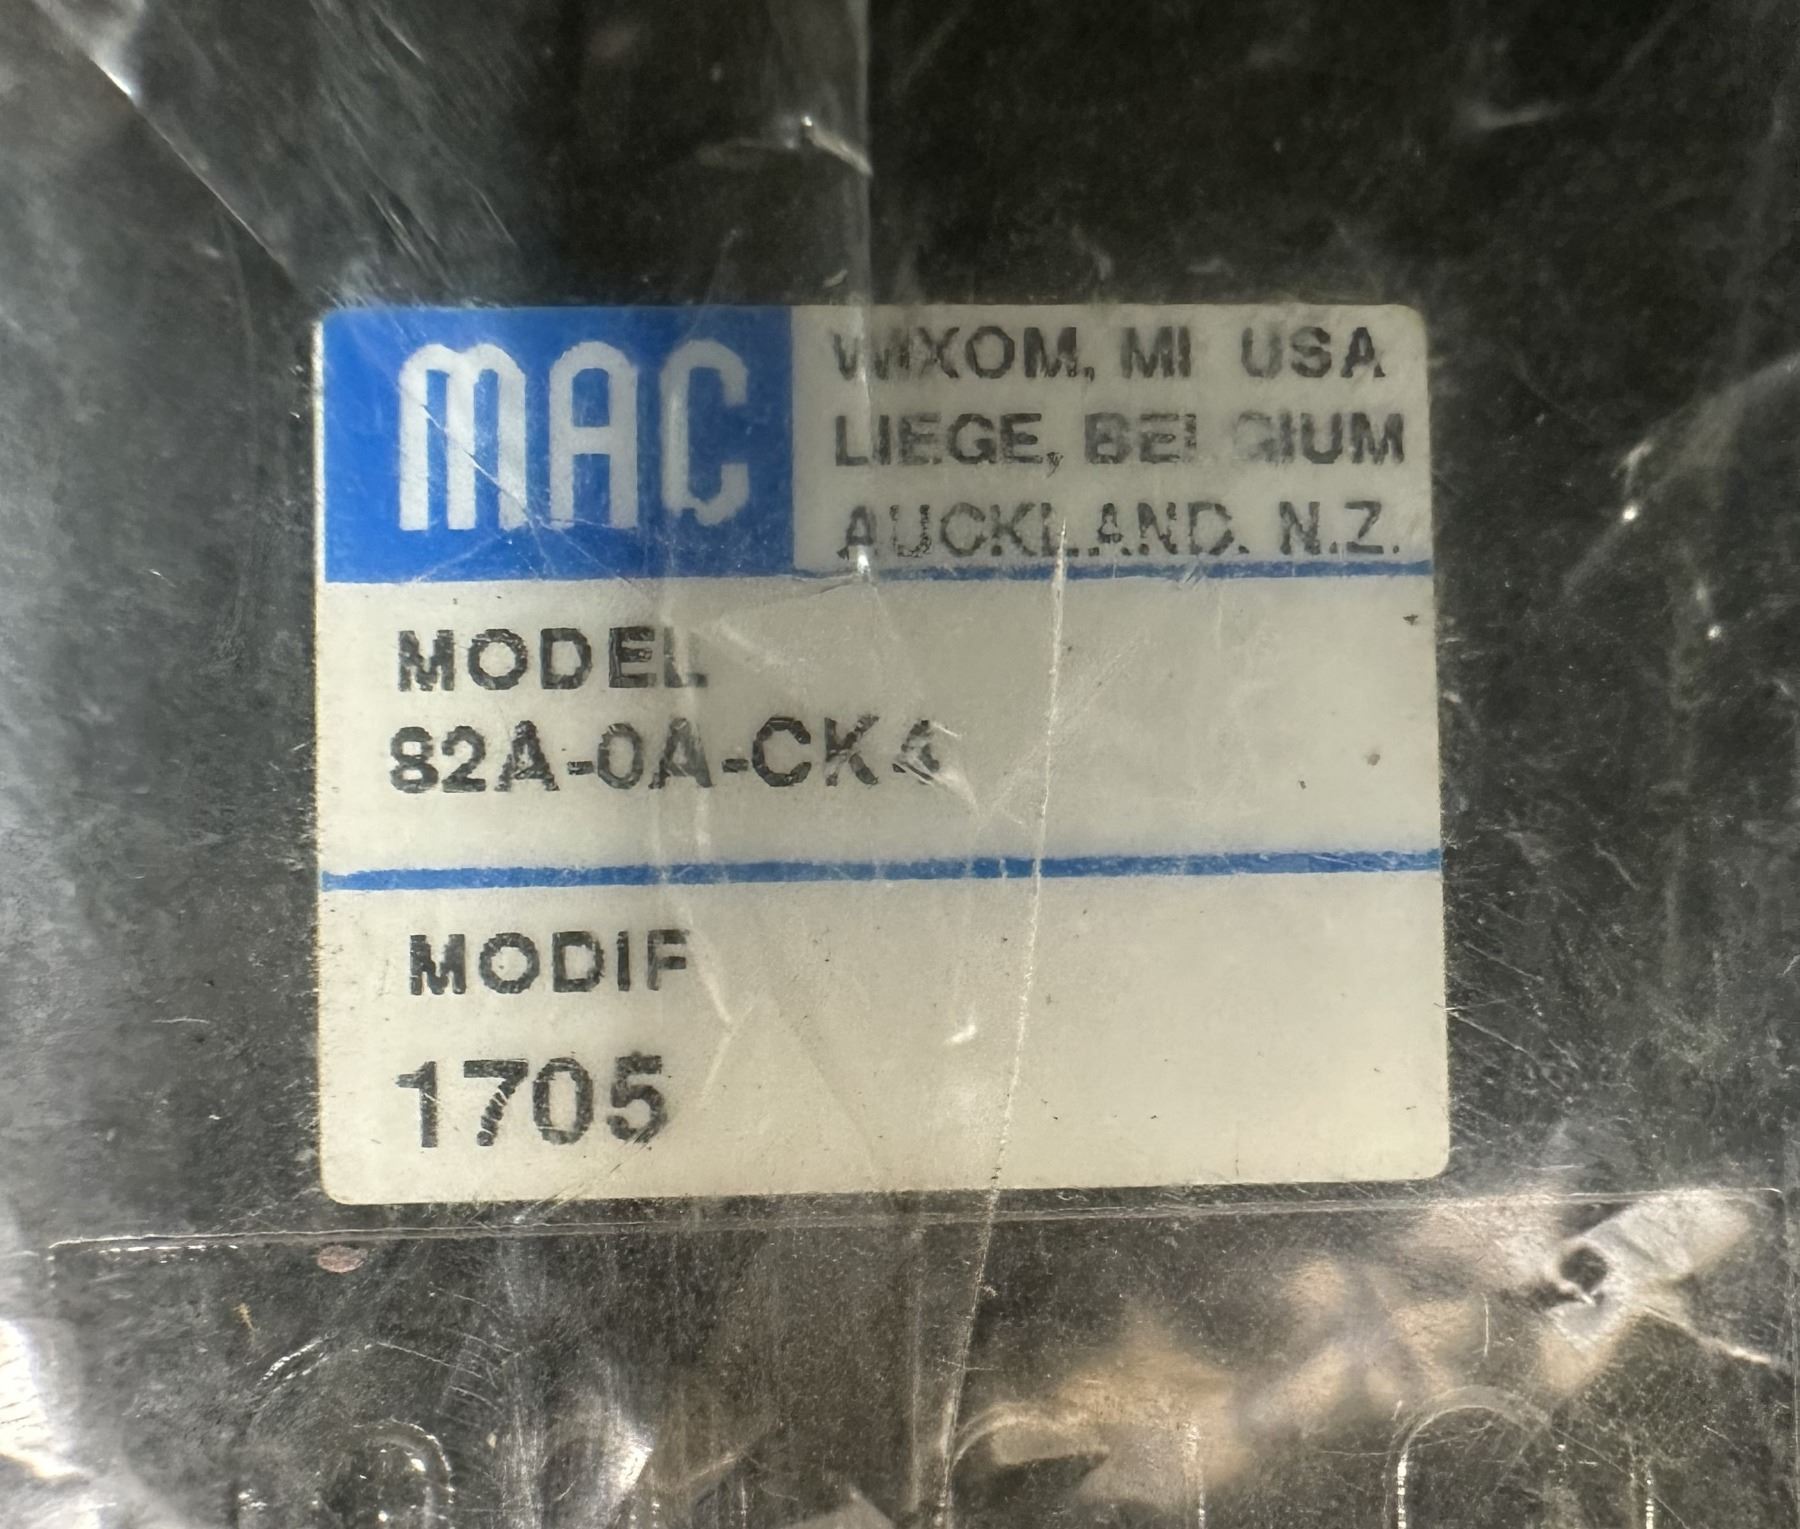 MAC
WIXOM, MI USA
LIEGE, BELGIUM
AUCKLAND, N.Z.
MODEL
82A-0A-CK4
MODIF
1705